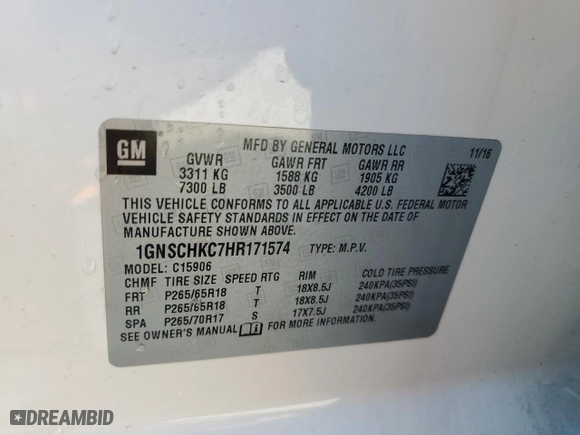 GM
MFD BY GENERAL MOTORS LLC
11/16
GVWR GAWR FRT GAWR RR
3311 KG 1588 KG 1905 KG
7300 LB 3500 LB 4200 LB
THIS VEHICLE CONFORMS TO ALL APPLICABLE U.S. FEDERAL MOTOR
VEHICLE SAFETY STANDARDS IN EFFECT ON THE DATE OF
MANUFACTURE SHOWN ABOVE.
1GNSCHKC7HR171574 TYPE: M.P.V.
MODEL: C15906
CHMF TIRE SIZE SPEED RTG RIM COLD TIRE PRESSURE
FRT P265/65R18 T 18X8.5J 240KPA(35PSI)
RR P265/65R18 T 18X8.5J 240KPA(35PSI)
SPA P265/70R17 S 17X7.5J 240KPA(35PSI)
SEE OWNER'S MANUAL FOR MORE INFORMATION.
DREAMBID